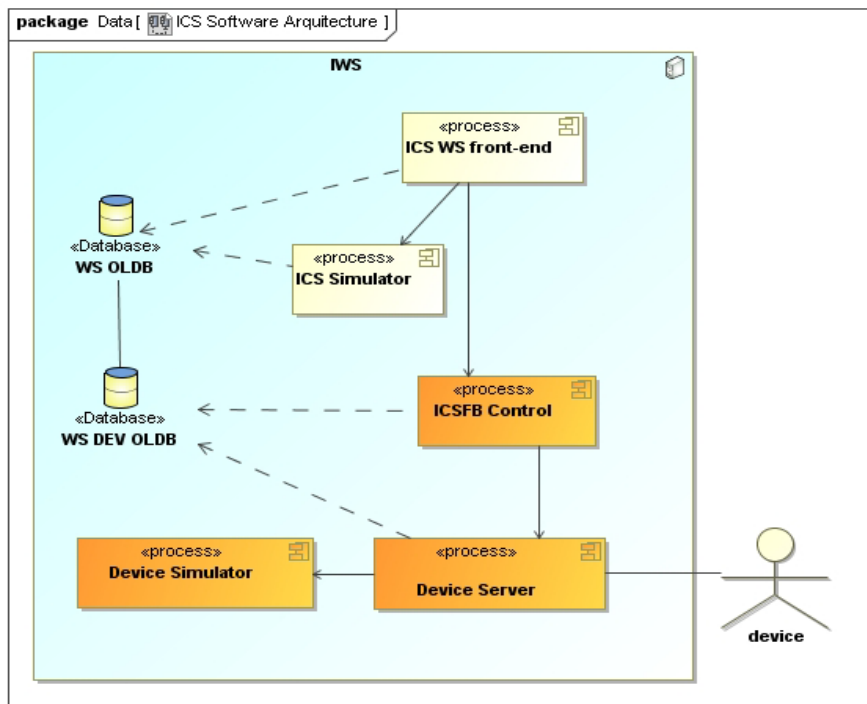 package Data[ ICS Software Arquitecture ]
IWS
«process»
ICS WS front-end
«Database»
WS OLDB
«process»
ICS Simulator
«process»
ICSFB Control
«Database»
WS DEV OLDB
«process»
Device Simulator
«process»
Device Server
device